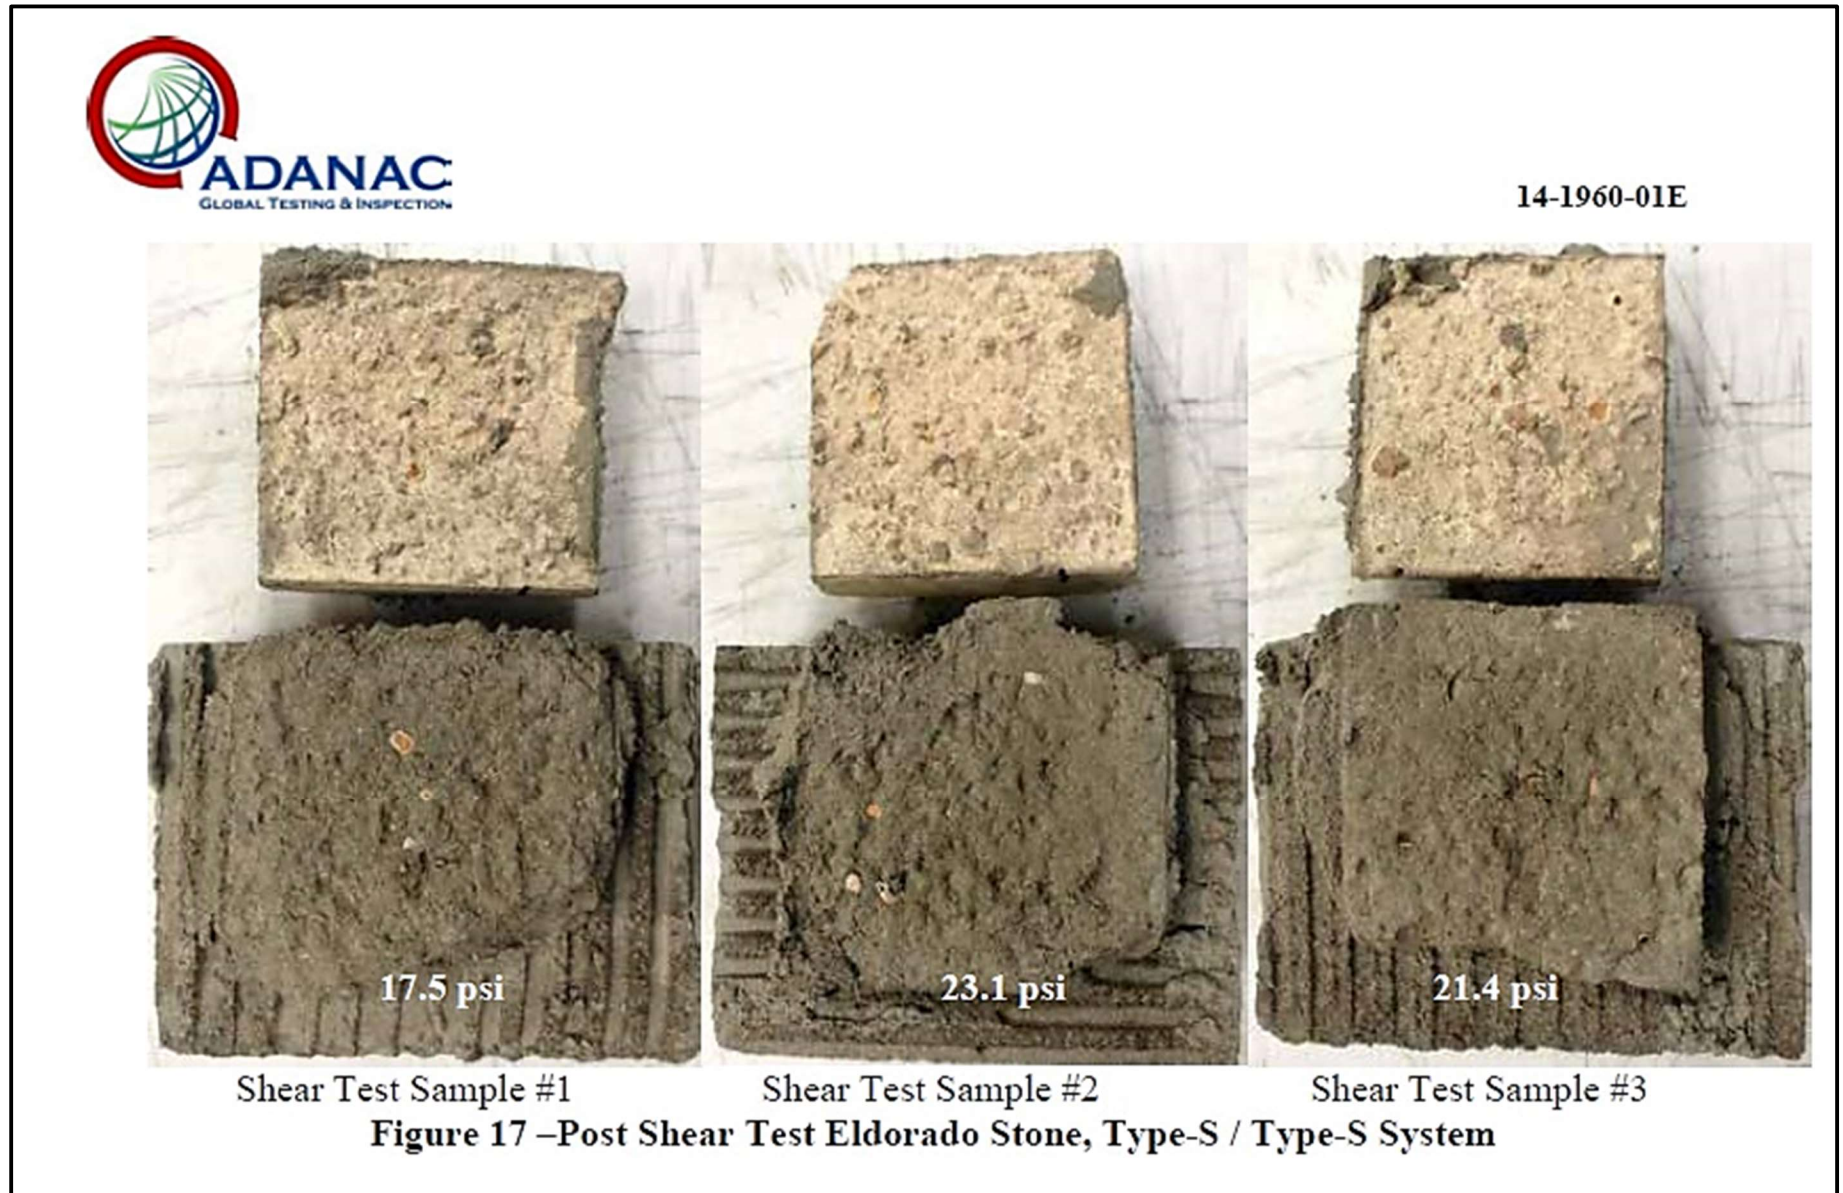 ADANAC
GLOBAL TESTING & INSPECTION
14-1960-01E
17.5 psi
23.1 psi
21.4 psi
Shear Test Sample #1
Shear Test Sample #2
Shear Test Sample #3
Figure 17 –Post Shear Test Eldorado Stone, Type-S / Type-S System